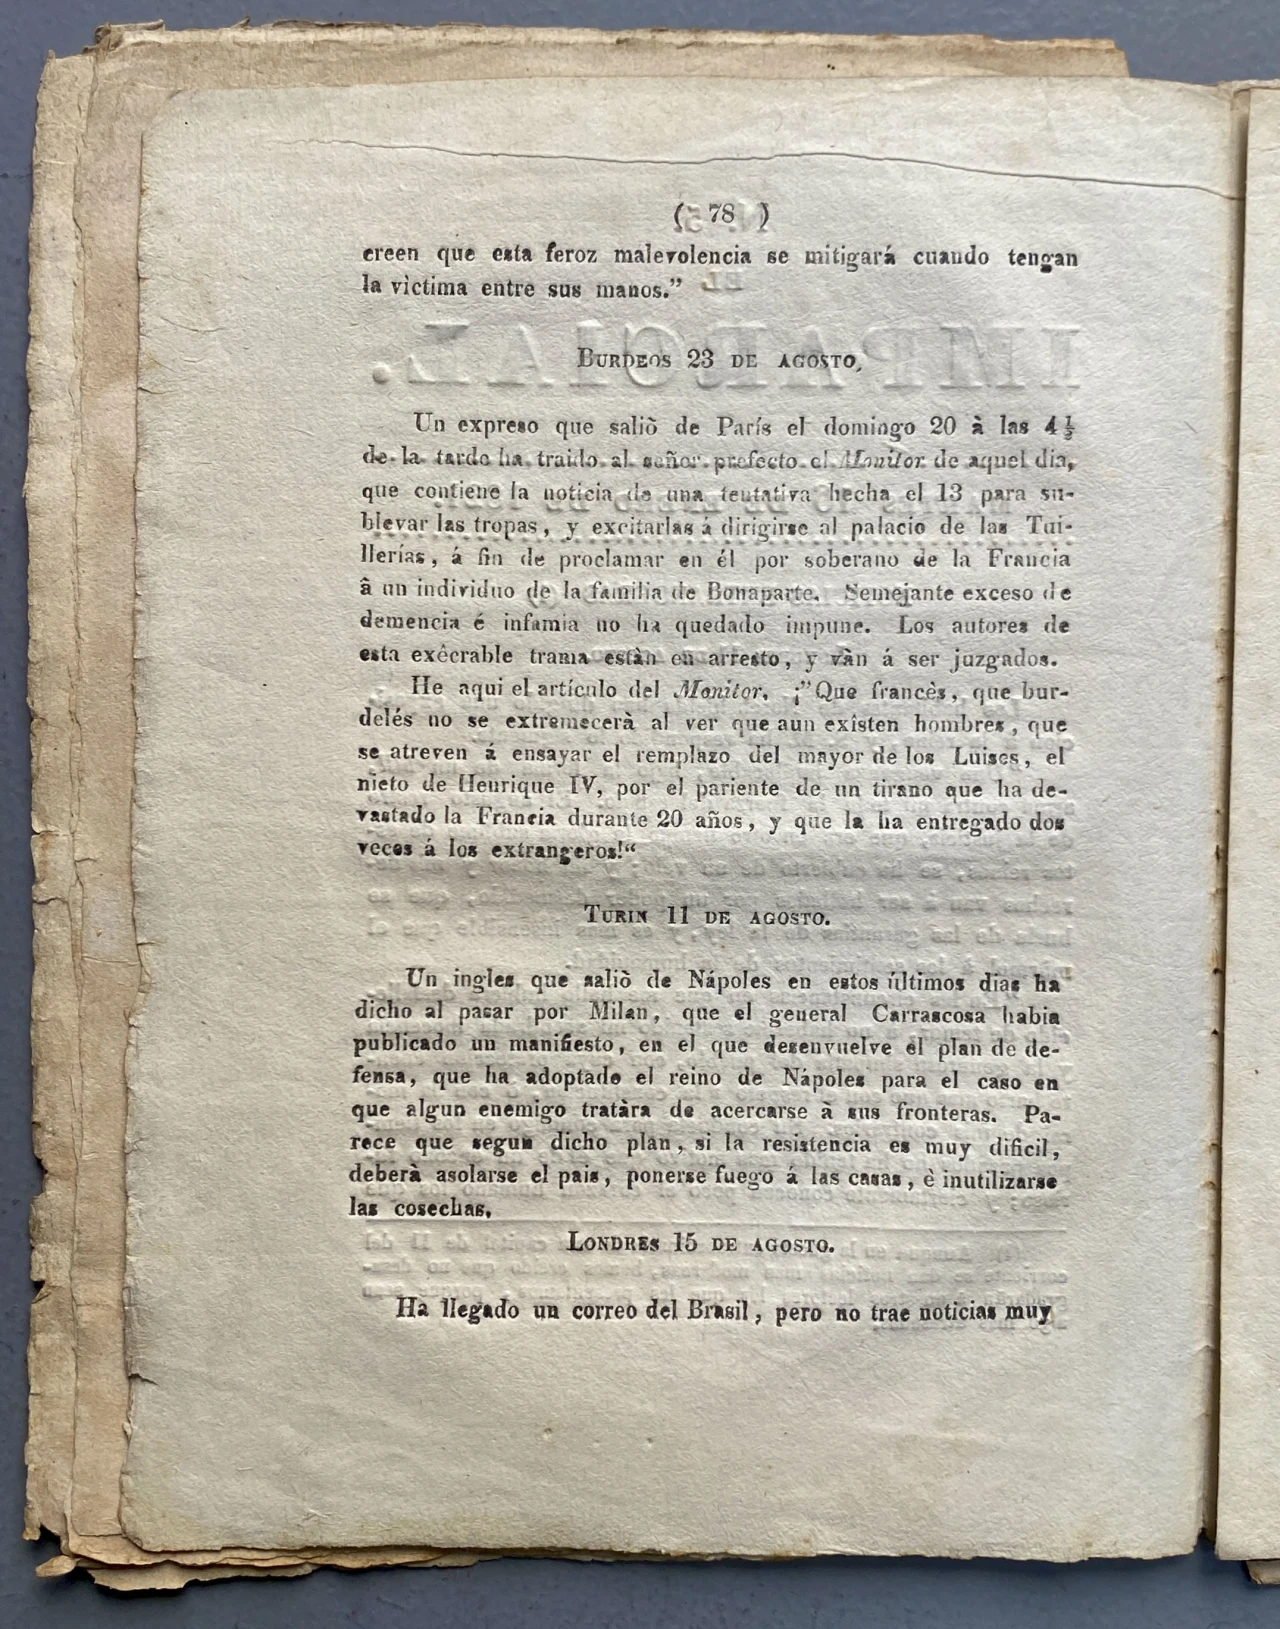 ( 78 )
creen que esta feroz malevolencia se mitigará cuando tengan
la vìctima entre sus manos.”
BURDEOS 23 DE AGOSTO,
Un expreso que saliò de París el domingo 20 à las 4 ½
de la tarde ha traido al señor prefecto el Monitor de aquel dia,
que contiene la noticia de una tentativa hecha el 13 para su-
blevar las tropas, y excitarlas á dirigirse al palacio de las Tui-
llerías, á fin de proclamar en él por soberano de la Francia
â un individuo de la familia de Bonaparte. Semejante exceso de
demencia é infamia no ha quedado impune. Los autores de
esta exêcrable trama estàn en arresto, y vàn á ser juzgados.
He aqui el artículo del Monitor. ¡”Que francès, que bur-
delés no se extremecerà al ver que aun exîsten hombres, que
se atreven á ensayar el remplazo del mayor de los Luises, el
nieto de Henrique IV, por el pariente de un tirano que ha de-
vastado la Francia durante 20 años, y que la ha entregado dos
veces á los extrangeros!“
TURIN 11 DE AGOSTO.
Un ingles que saliò de Nápoles en estos últimos dias ha
dicho al pasar por Milan, que el general Carrascosa habia
publicado un manifiesto, en el que desenvuelve el plan de de-
fensa, que ha adoptado el reino de Nápoles para el caso en
que algun enemigo tratàra de acercarse à sus fronteras. Pa-
rece que segun dicho plan, si la resistencia es muy dificil,
deberà asolarse el pais, ponerse fuego á las casas, è inutilizarse
las cosechas.
LONDRES 15 DE AGOSTO.
Ha llegado un correo del Brasil, pero no trae noticias muy